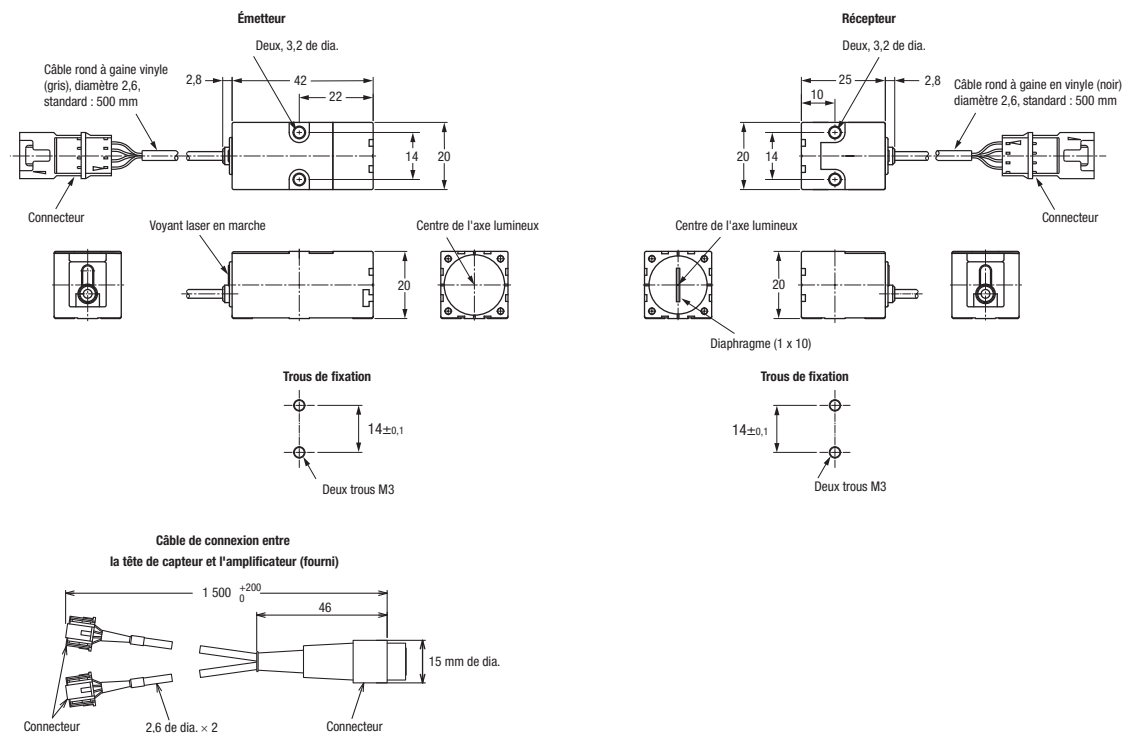 Émetteur
Deux, 3,2 de dia.
Câble rond à gaine vinyle
(gris), diamètre 2,6,
standard : 500 mm
2,8
42
22
14
20
Connecteur
Voyant laser en marche
Centre de l'axe lumineux
20
Trous de fixation
14±0,1
Deux trous M3
Récepteur
Deux, 3,2 de dia.
25
2,8
10
Câble rond à gaine en vinyle (noir)
diamètre 2,6, standard : 500 mm
20
14
Connecteur
Centre de l'axe lumineux
20
Diaphragme (1 x 10)
Trous de fixation
14±0,1
Deux trous M3
Câble de connexion entre
la tête de capteur et l'amplificateur (fourni)
1 500 +200
0
46
15 mm de dia.
Connecteur
2,6 de dia. × 2
Connecteur